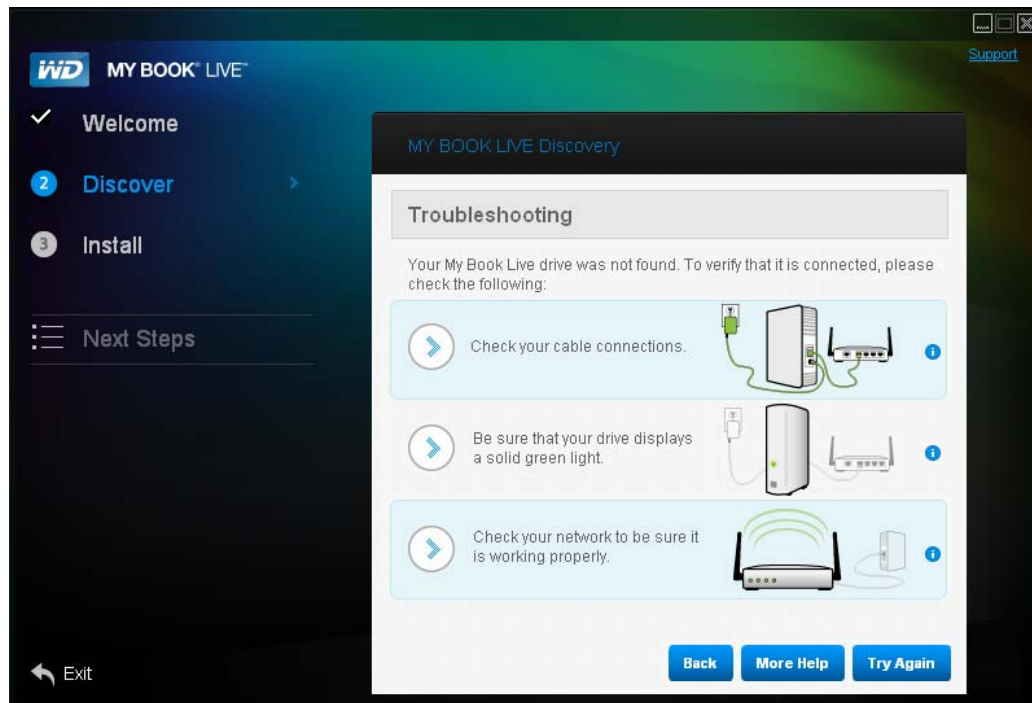 WD MY BOOK® LIVE™
Support
Welcome
2 Discover
3 Install
Next Steps
Exit
MY BOOK LIVE Discovery
Troubleshooting
Your My Book Live drive was not found. To verify that it is connected, please
check the following:
Check your cable connections.
Be sure that your drive displays
a solid green light.
Check your network to be sure it
is working properly.
Back More Help Try Again